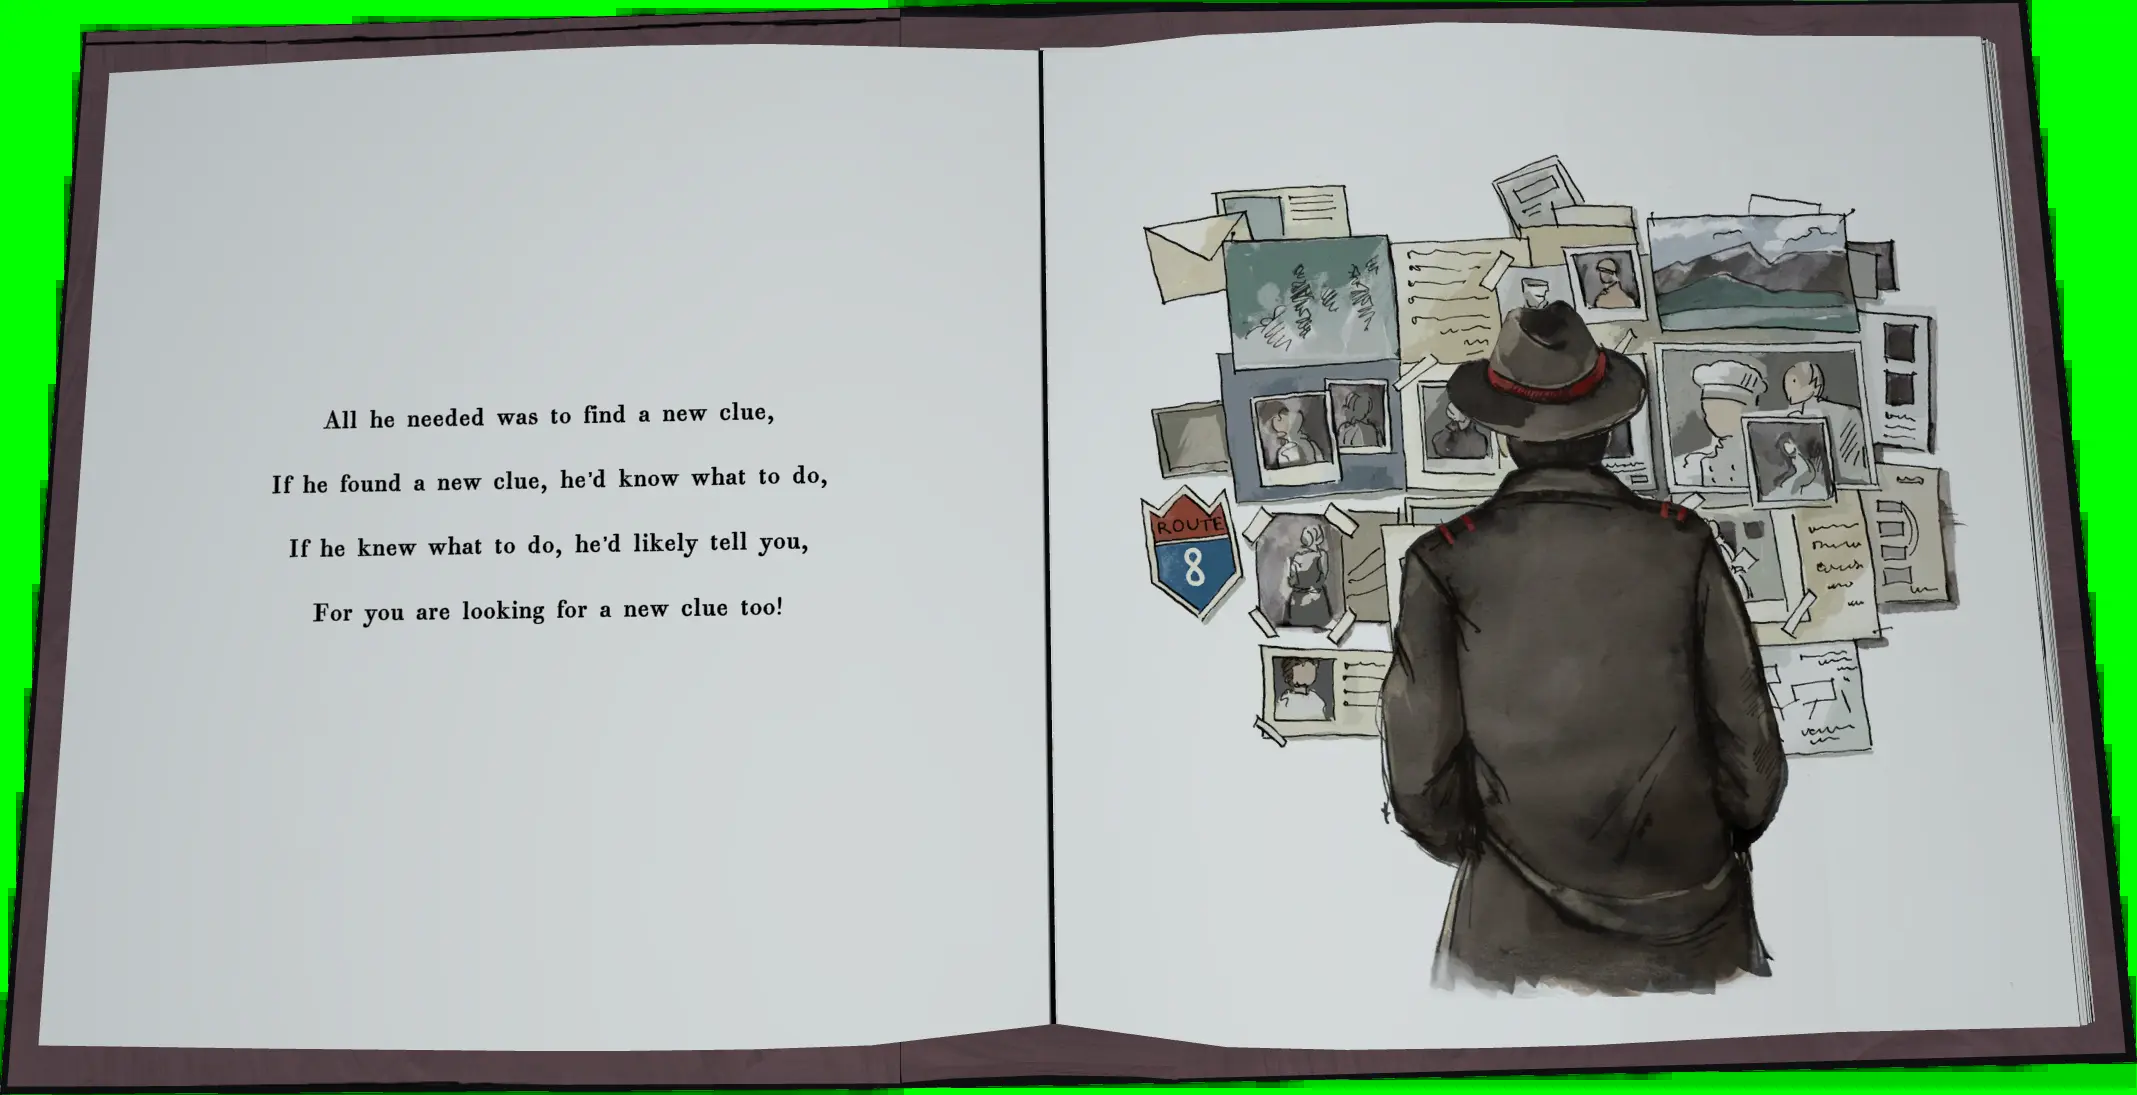 All he needed was to find a new clue,
If he found a new clue, he'd know what to do,
If he knew what to do, he'd likely tell you,
For you are looking for a new clue too!
ROUTE
8